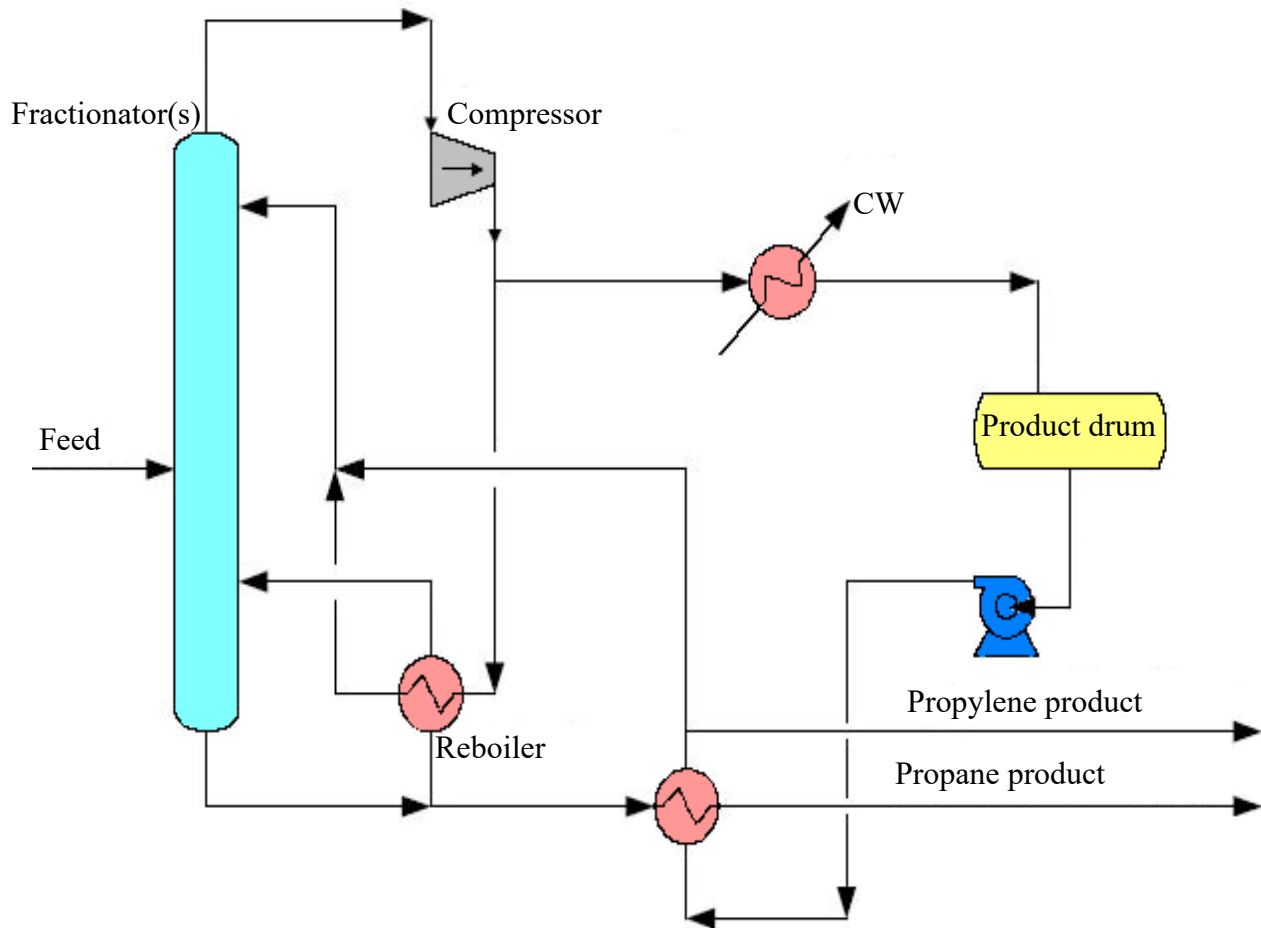 Fractionator(s)
Compressor
CW
Product drum
Feed
Propylene product
Reboiler
Propane product